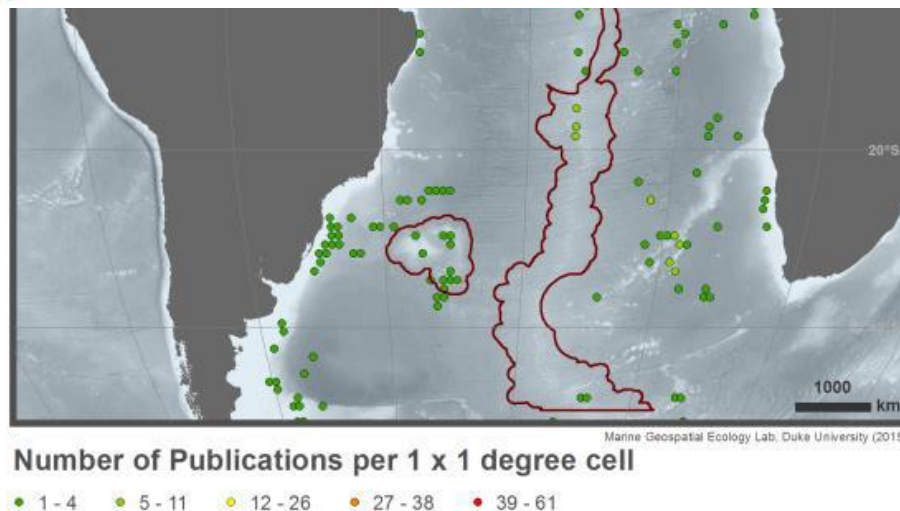 20°S
1000
km
Marine Geospatial Ecology Lab, Duke University (2015
Number of Publications per 1 x 1 degree cell
1 - 4 5 - 11 12 - 26 27 - 38 39 - 61